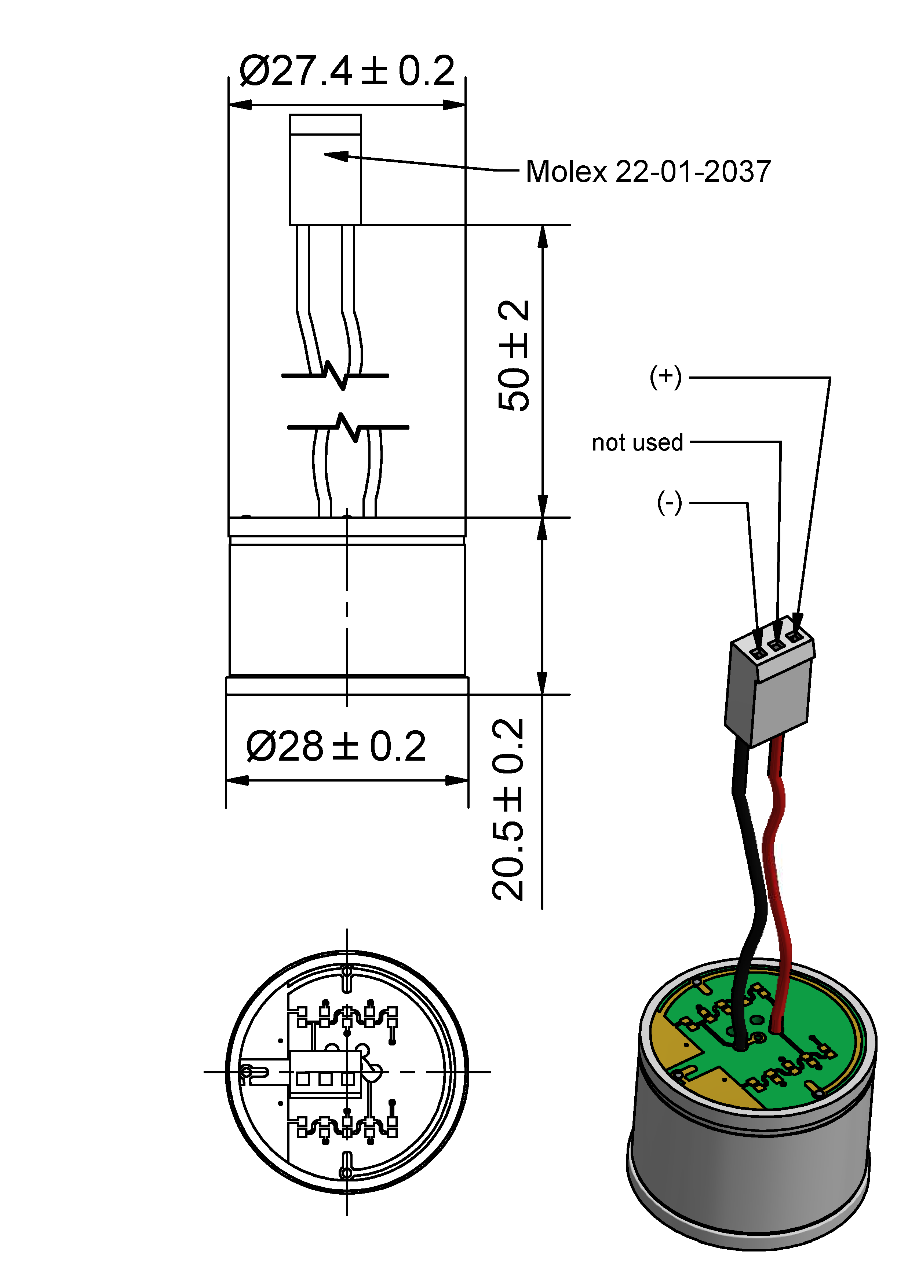 Ø27.4 ± 0.2
Molex 22-01-2037
50 ± 2
(+)
not used
(-)
Ø28 ± 0.2
20.5 ± 0.2